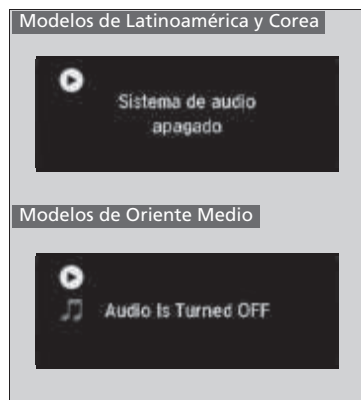 Modelos de Latinoamérica y Corea
Sistema de audio
apagado
Modelos de Oriente Medio
Audio Is Turned OFF